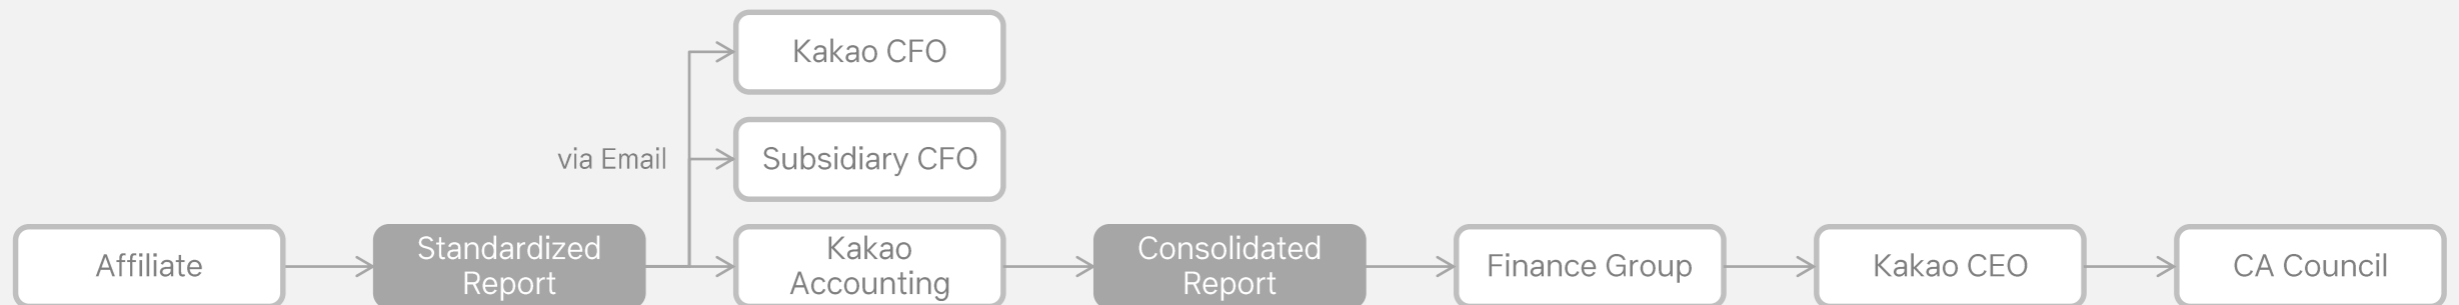 Kakao CFO
via Email
Subsidiary CFO
Affiliate
Standardized
Report
Kakao
Accounting
Consolidated
Report
Finance Group
Kakao CEO
CA Council